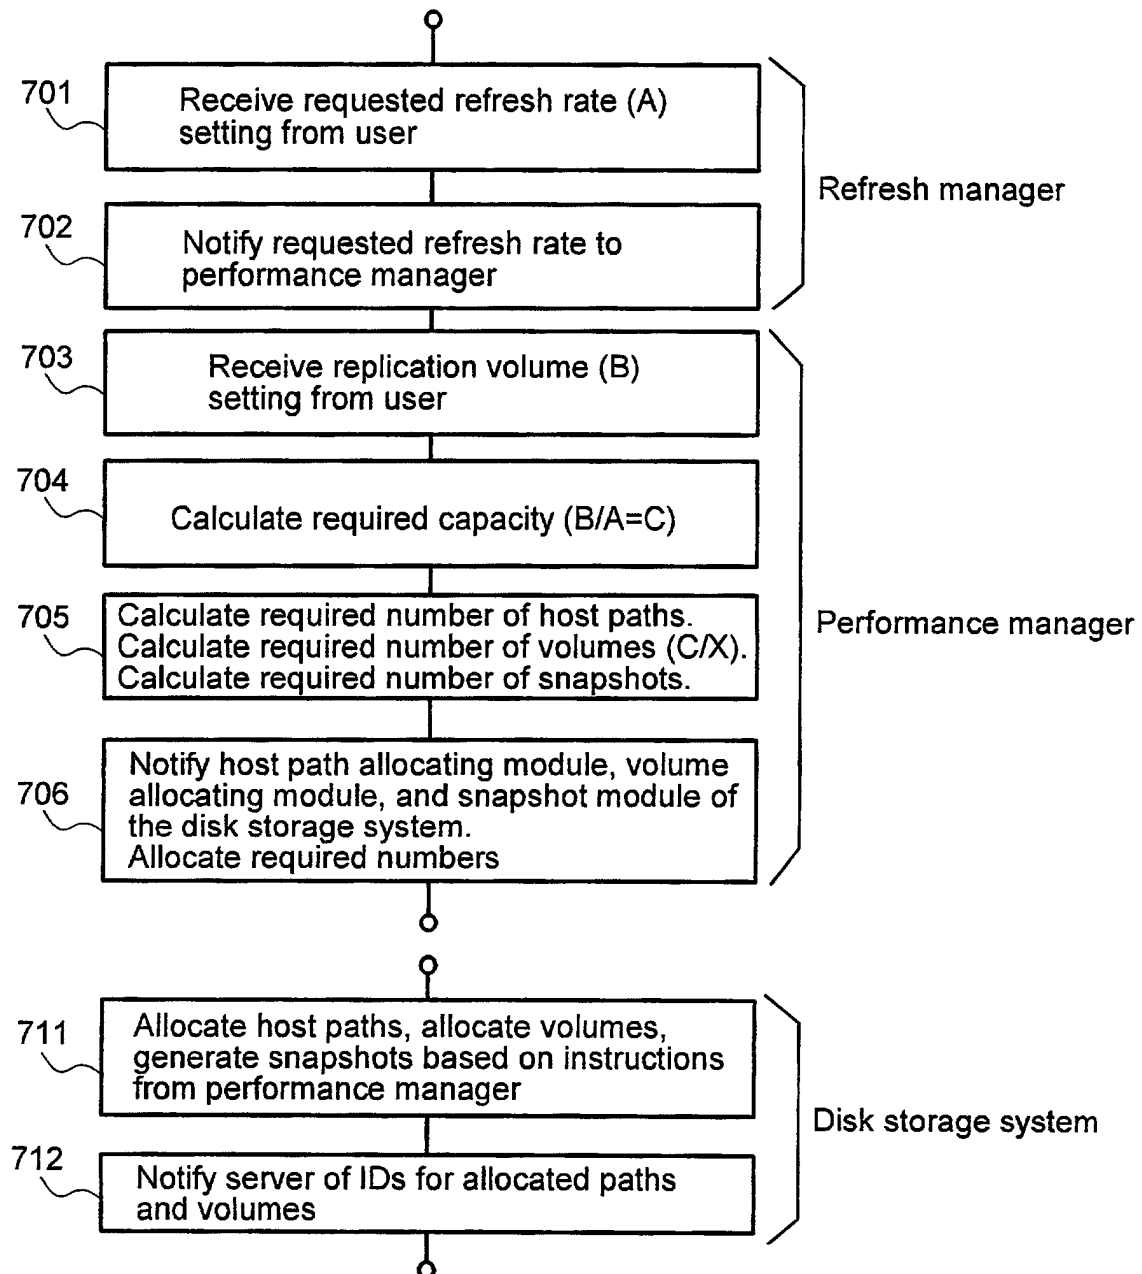 701
Receive requested refresh rate (A)
setting from user
Refresh manager
702
Notify requested refresh rate to
performance manager
703
Receive replication volume (B)
setting from user
704
Calculate required capacity (B/A=C)
705
Calculate required number of host paths.
Calculate required number of volumes (C/X).
Calculate required number of snapshots.
Performance manager
706
Notify host path allocating module, volume
allocating module, and snapshot module of
the disk storage system.
Allocate required numbers
711
Allocate host paths, allocate volumes,
generate snapshots based on instructions
from performance manager
Disk storage system
712
Notify server of IDs for allocated paths
and volumes